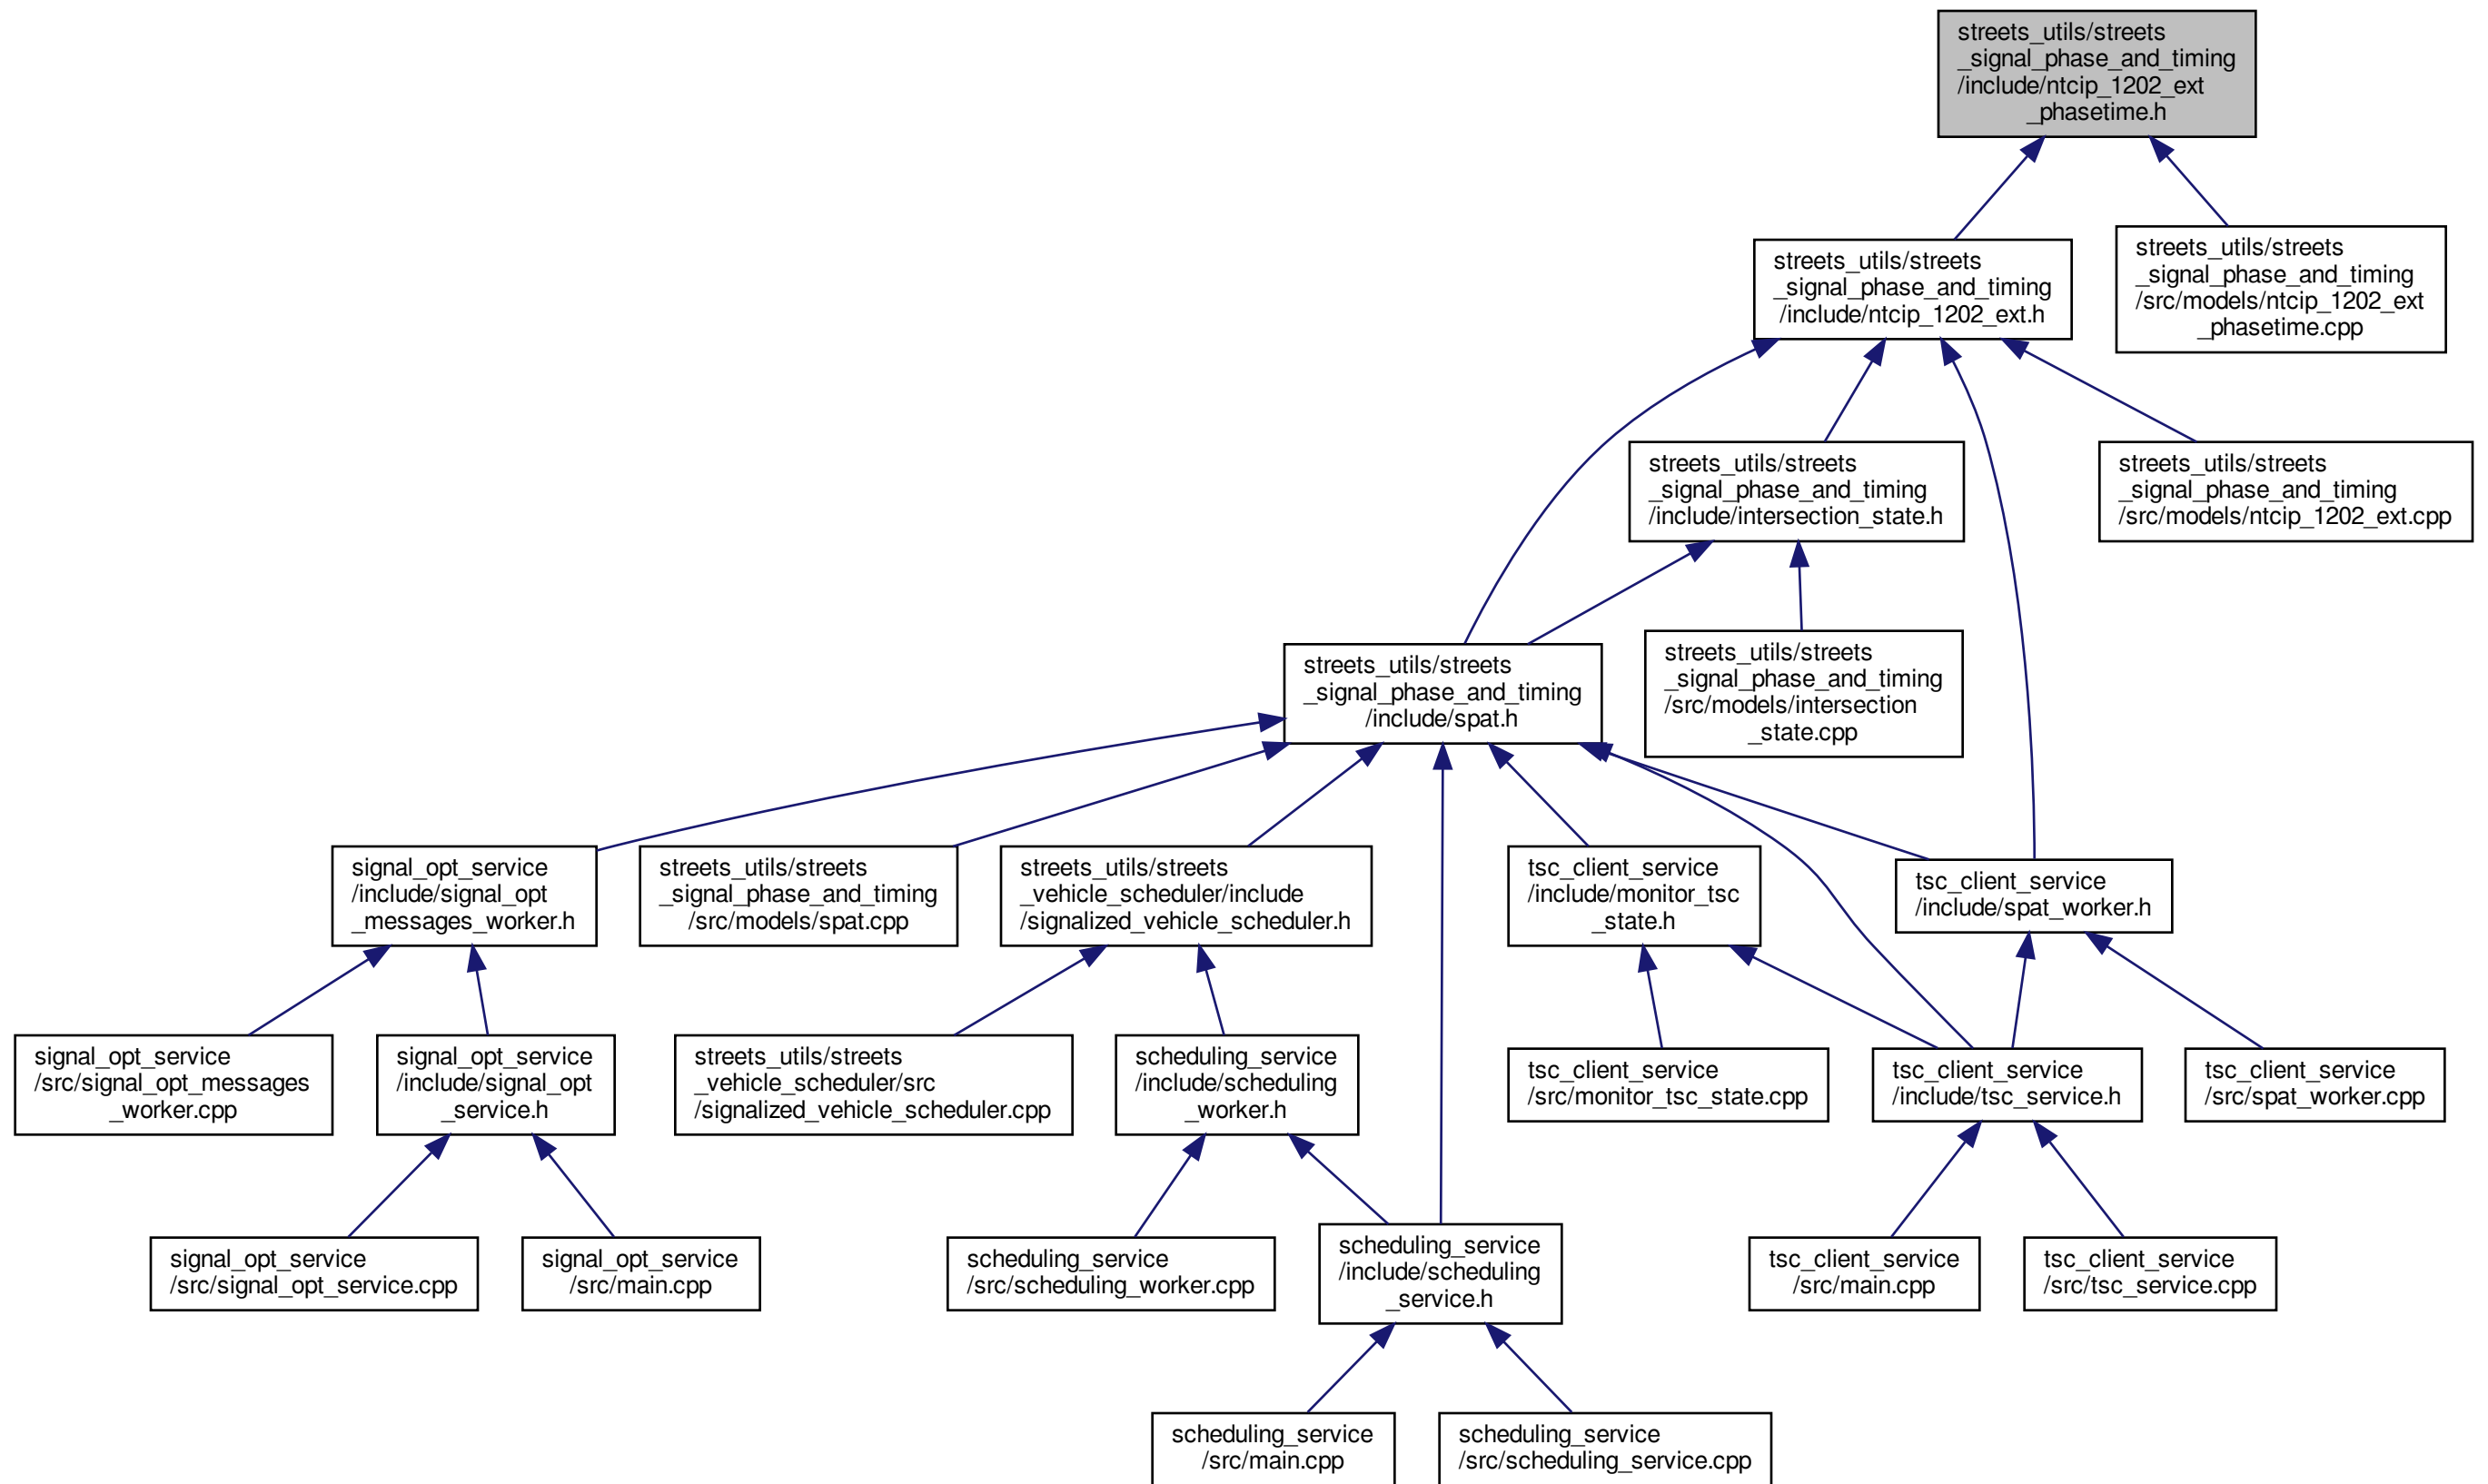 streets_utils/streets
_signal_phase_and_timing
/include/ntcip_1202_ext
_phasetime.h
streets_utils/streets
_signal_phase_and_timing
/include/ntcip_1202_ext.h
streets_utils/streets
_signal_phase_and_timing
/src/models/ntcip_1202_ext
_phasetime.cpp
streets_utils/streets
_signal_phase_and_timing
/include/intersection_state.h
streets_utils/streets
_signal_phase_and_timing
/src/models/ntcip_1202_ext.cpp
streets_utils/streets
_signal_phase_and_timing
/include/spat.h
streets_utils/streets
_signal_phase_and_timing
/src/models/intersection
_state.cpp
signal_opt_service
/include/signal_opt
_messages_worker.h
streets_utils/streets
_signal_phase_and_timing
/src/models/spat.cpp
streets_utils/streets
_vehicle_scheduler/include
/signalized_vehicle_scheduler.h
tsc_client_service
/include/monitor_tsc
_state.h
tsc_client_service
/include/spat_worker.h
signal_opt_service
/src/signal_opt_messages
_worker.cpp
signal_opt_service
/include/signal_opt
_service.h
streets_utils/streets
_vehicle_scheduler/src
/signalized_vehicle_scheduler.cpp
scheduling_service
/include/scheduling
_worker.h
tsc_client_service
/src/monitor_tsc_state.cpp
tsc_client_service
/include/tsc_service.h
tsc_client_service
/src/spat_worker.cpp
signal_opt_service
/src/signal_opt_service.cpp
signal_opt_service
/src/main.cpp
scheduling_service
/src/scheduling_worker.cpp
scheduling_service
/include/scheduling
_service.h
tsc_client_service
/src/main.cpp
tsc_client_service
/src/tsc_service.cpp
scheduling_service
/src/main.cpp
scheduling_service
/src/scheduling_service.cpp